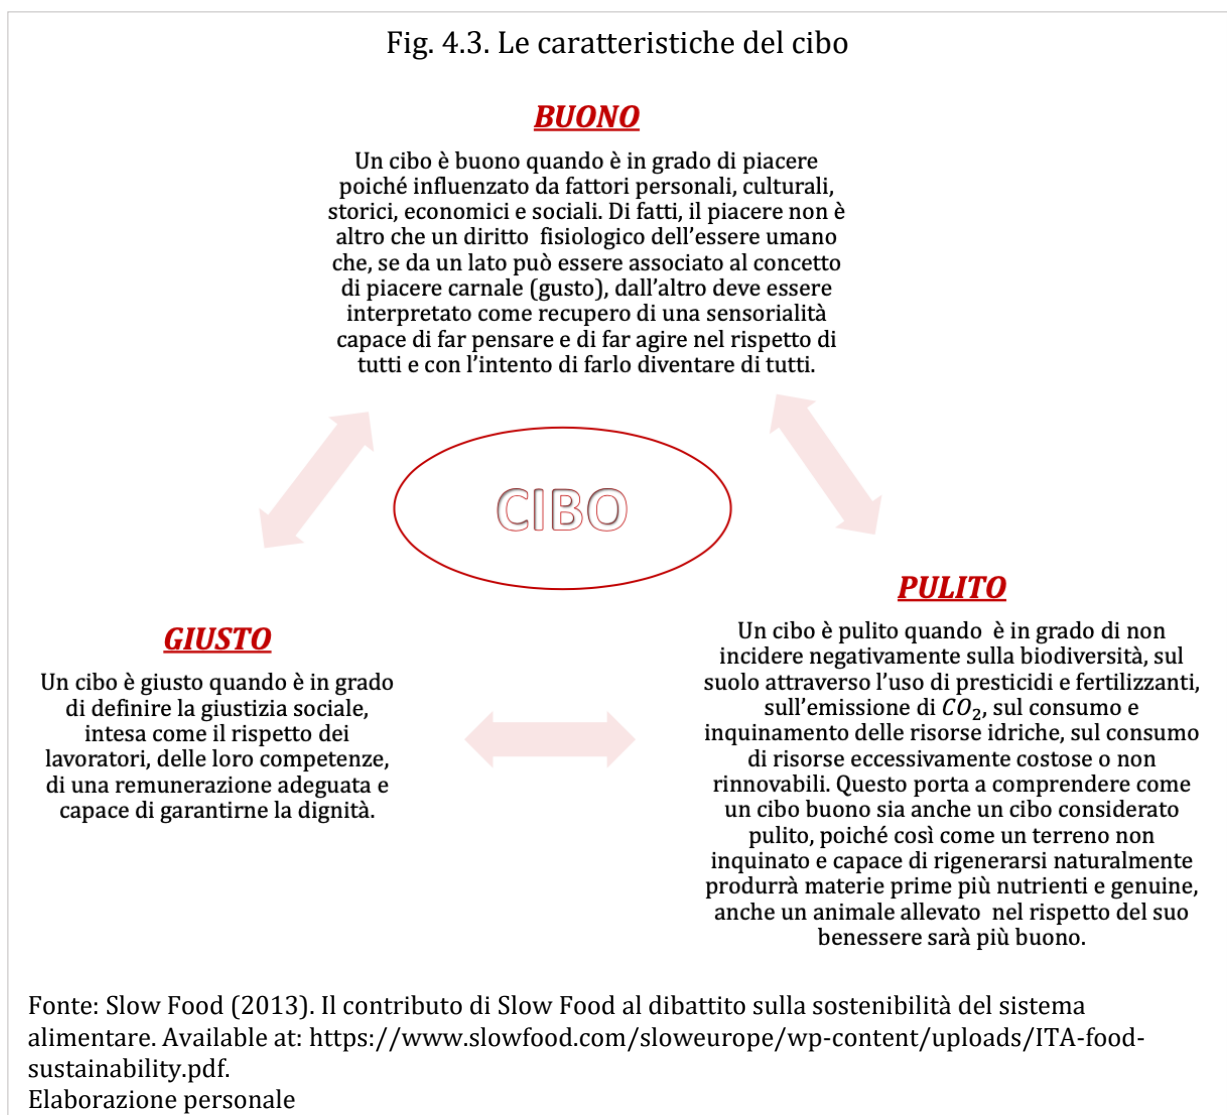 Fig. 4.3. Le caratteristiche del cibo
BUONO
Un cibo è buono quando è in grado di piacere
poiché influenzato da fattori personali, culturali,
storici, economici e sociali. Di fatti, il piacere non è
altro che un diritto fisiologico dell'essere umano
che, se da un lato può essere associato al concetto
di piacere carnale (gusto), dall'altro deve essere
interpretato come recupero di una sensorialità
capace di far pensare e di far agire nel rispetto di
tutti e con l'intento di farlo diventare di tutti.
CIBO
GIUSTO
Un cibo è giusto quando è in grado
di definire la giustizia sociale,
intesa come il rispetto dei
lavoratori, delle loro competenze,
di una remunerazione adeguata e
capace di garantirne la dignità.
PULITO
Un cibo è pulito quando è in grado di non
incidere negativamente sulla biodiversità, sul
suolo attraverso l'uso di presticidi e fertilizzanti,
sull'emissione di CO₂, sul consumo e
inquinamento delle risorse idriche, sul consumo
di risorse eccessivamente costose o non
rinnovabili. Questo porta a comprendere come
un cibo buono sia anche un cibo considerato
pulito, poiché così come un terreno non
inquinato e capace di rigenerarsi naturalmente
produrrà materie prime più nutrienti e genuine,
anche un animale allevato nel rispetto del suo
benessere sarà più buono.
Fonte: Slow Food (2013). Il contributo di Slow Food al dibattito sulla sostenibilità del sistema
alimentare. Available at: https://www.slowfood.com/sloweurope/wp-content/uploads/ITA-food-
sustainability.pdf.
Elaborazione personale